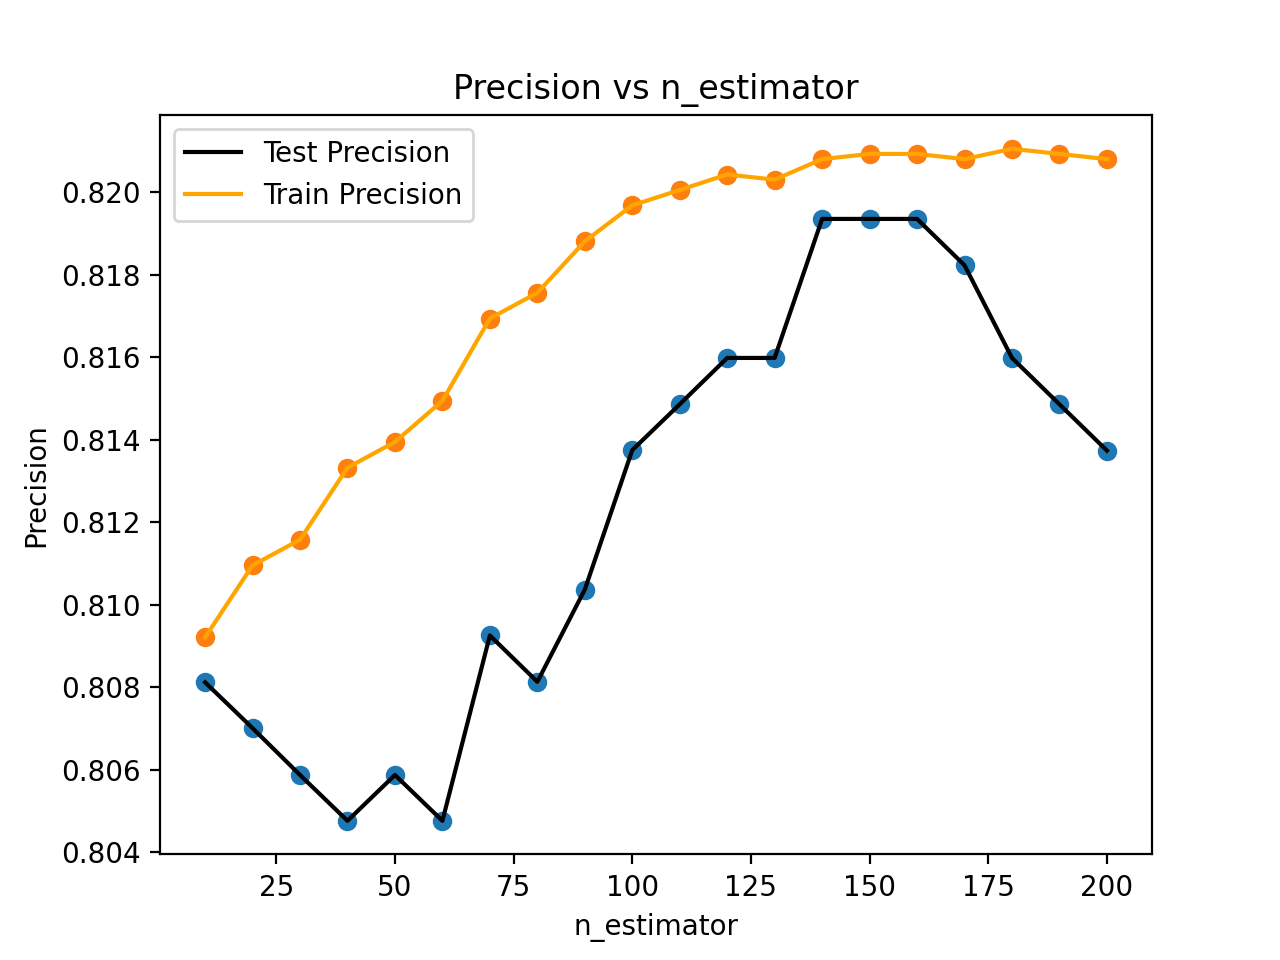 Precision vs n_estimator
Test Precision
Train Precision
0.820
0.818
0.816
0.814
0.812
0.810
0.808
0.806
0.804
Precision
25 50 75 100 125 150 175 200
n_estimator